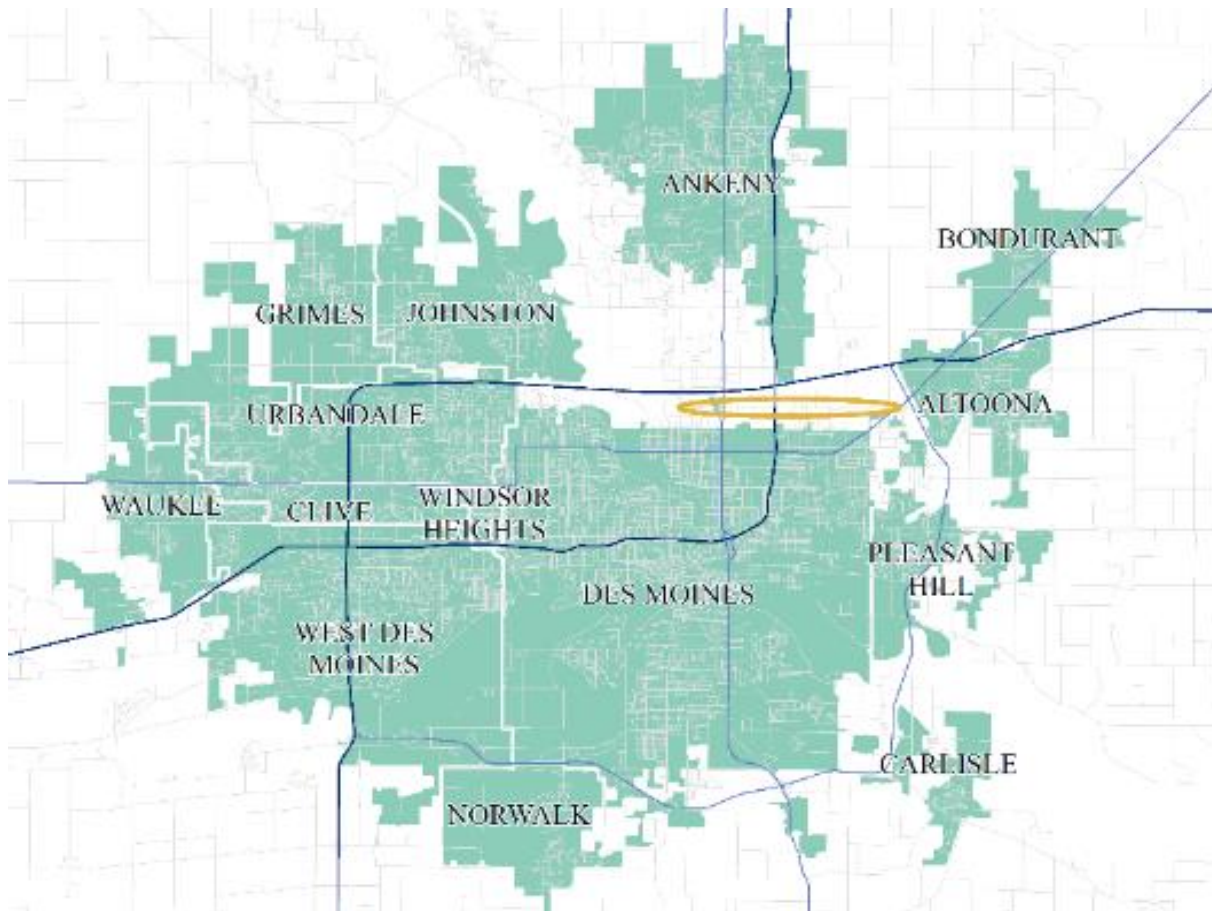 ANKENY
BONDURANT
GRIMES
JOHNSTON
URBANDALE
ALTOONA
WAUKEE
CLIVE
WINDSOR
HEIGHTS
PLEASANT
HILL
DES MOINES
WEST DES
MOINES
CARLISLE
NORWALK